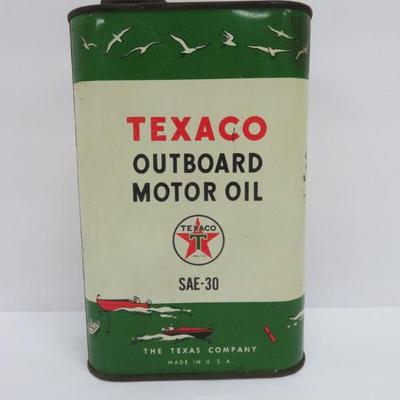 TEXACO
OUTBOARD
MOTOR OIL
TEXACO
T
SAE-30
THE TEXAS COMPANY
MADE IN U. S. A.